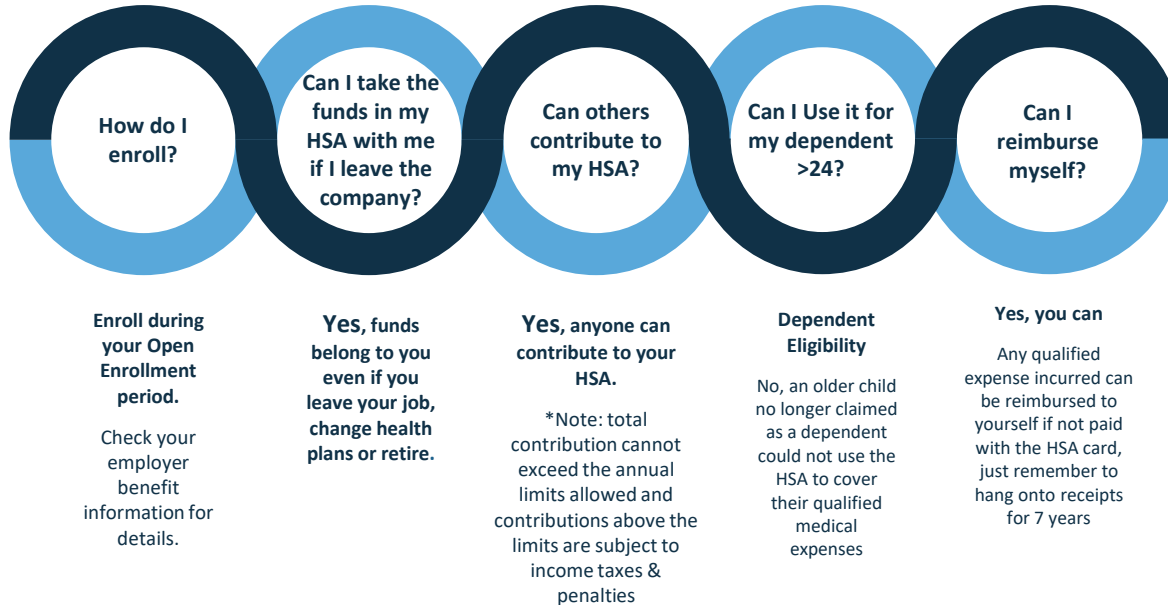 How do I
enroll?
Can I take the
funds in my
HSA with me
if I leave the
company?
Can others
contribute to
my HSA?
Can I Use it for
my dependent
>24?
Can I
reimburse
myself?
Enroll during
your Open
Enrollment
period.
Check your
employer
benefit
information for
details.
Yes, funds
belong to you
even if you
leave your job,
change health
plans or retire.
Yes, anyone can
contribute to your
HSA.
*Note: total
contribution cannot
exceed the annual
limits allowed and
contributions above the
limits are subject to
income taxes &
penalties
Dependent
Eligibility
No, an older child
no longer claimed
as a dependent
could not use the
HSA to cover
their qualified
medical
expenses
Yes, you can
Any qualified
expense incurred can
be reimbursed to
yourself if not paid
with the HSA card,
just remember to
hang onto receipts
for 7 years